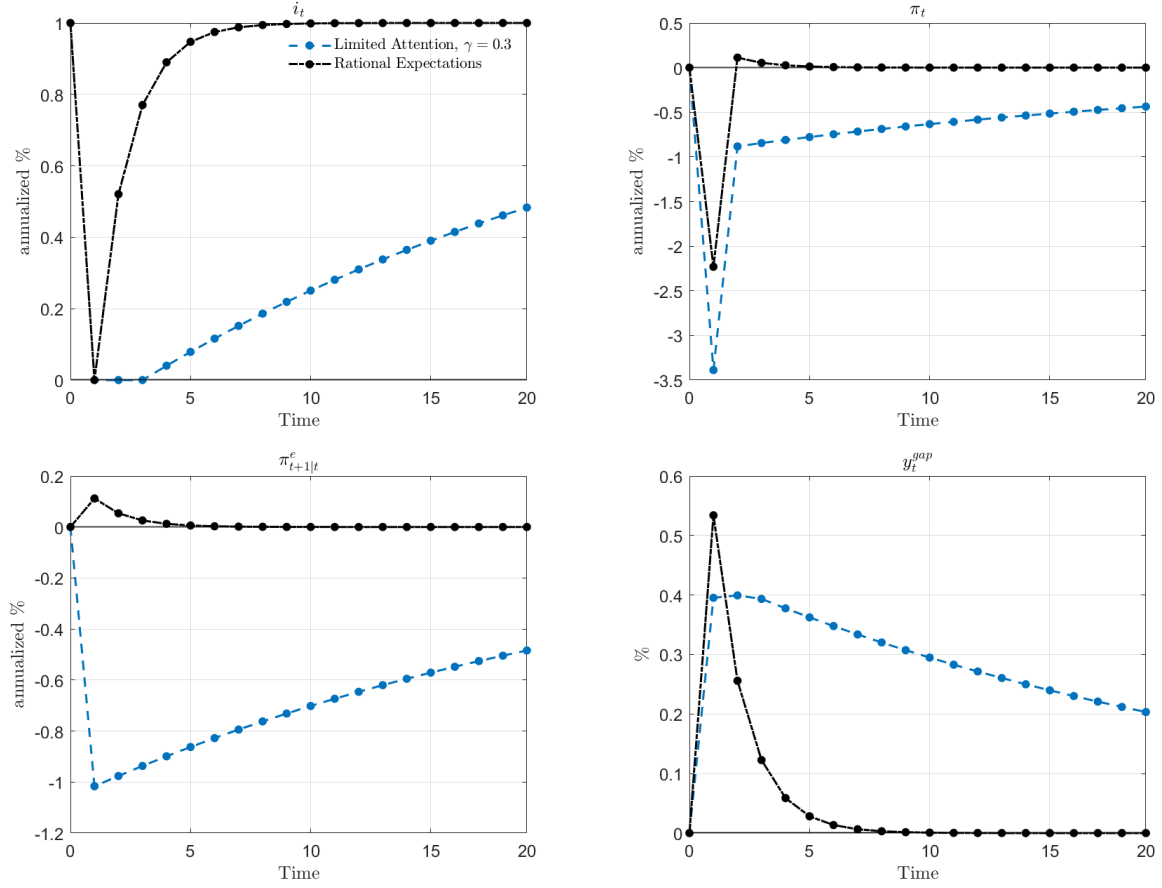 i_t
1
0.8
0.6
0.4
0.2
0
annualized %
Limited Attention, γ = 0.3
Rational Expectations
0 5 10 15 20
Time
π_t
0.5
0
-0.5
-1
-1.5
-2
-2.5
-3
-3.5
annualized %
0 5 10 15 20
Time
π^e_{t+1|t}
0.2
0
-0.2
-0.4
-0.6
-0.8
-1
-1.2
annualized %
0 5 10 15 20
Time
y_t^{gap}
0.6
0.5
0.4
0.3
0.2
0.1
0
%
0 5 10 15 20
Time